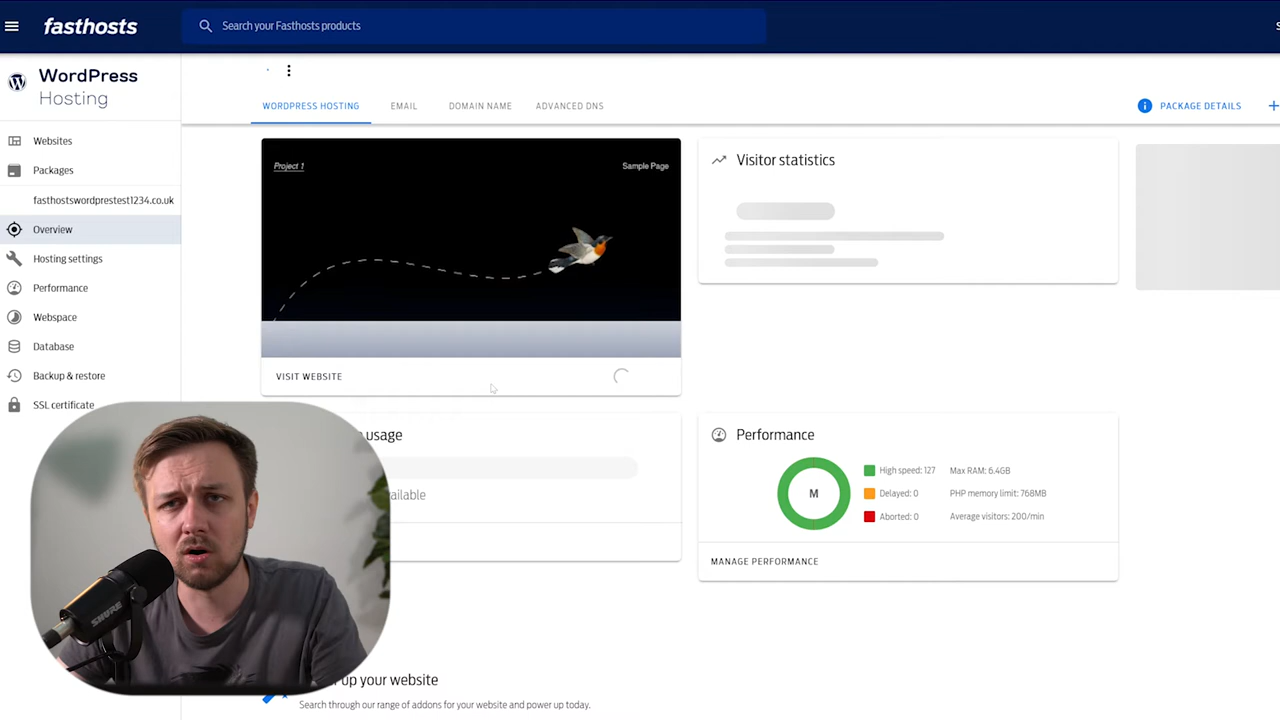 fasthosts
Search your Fasthosts products
WordPress
Hosting
Websites
Packages
fasthostswordprestest1234.co.uk
Overview
Hosting settings
Performance
Webspace
Database
Backup & restore
SSL certificate
WORDPRESS HOSTING
EMAIL
DOMAIN NAME
ADVANCED DNS
PACKAGE DETAILS
Project 1
Sample Page
VISIT WEBSITE
Visitor statistics
usage
Performance
M
High speed: 127
Delayed: 0
Aborted: 0
Max RAM: 6.4GB
PHP memory limit: 768MB
Average visitors: 200/min
MANAGE PERFORMANCE
up your website
Search through our range of addons for your website and power up today.
SHURE